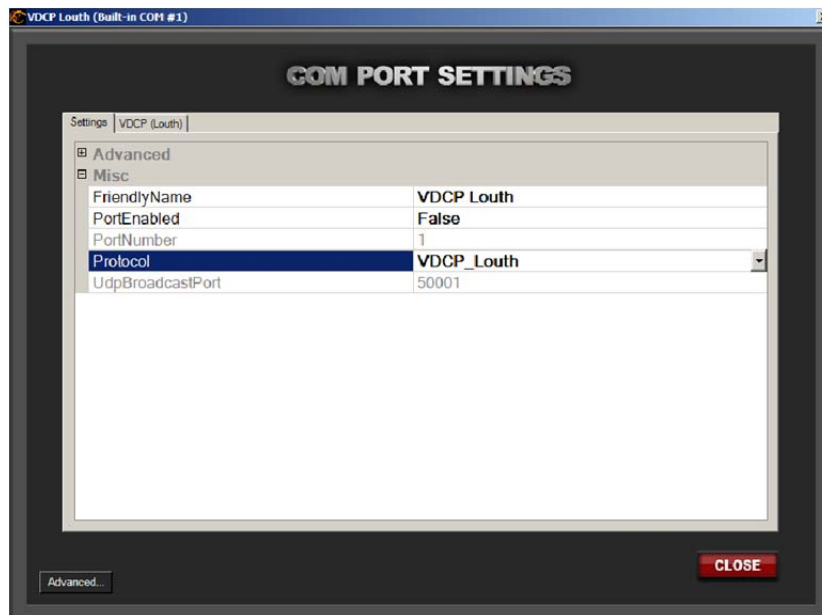 VDCP Louth (Built-in COM #1)
COM PORT SETTINGS
Settings VDCP (Louth)
Advanced
Misc
FriendlyName VDCP Louth
PortEnabled False
PortNumber 1
Protocol VDCP_Louth
UdpBroadcastPort 50001
CLOSE
Advanced...